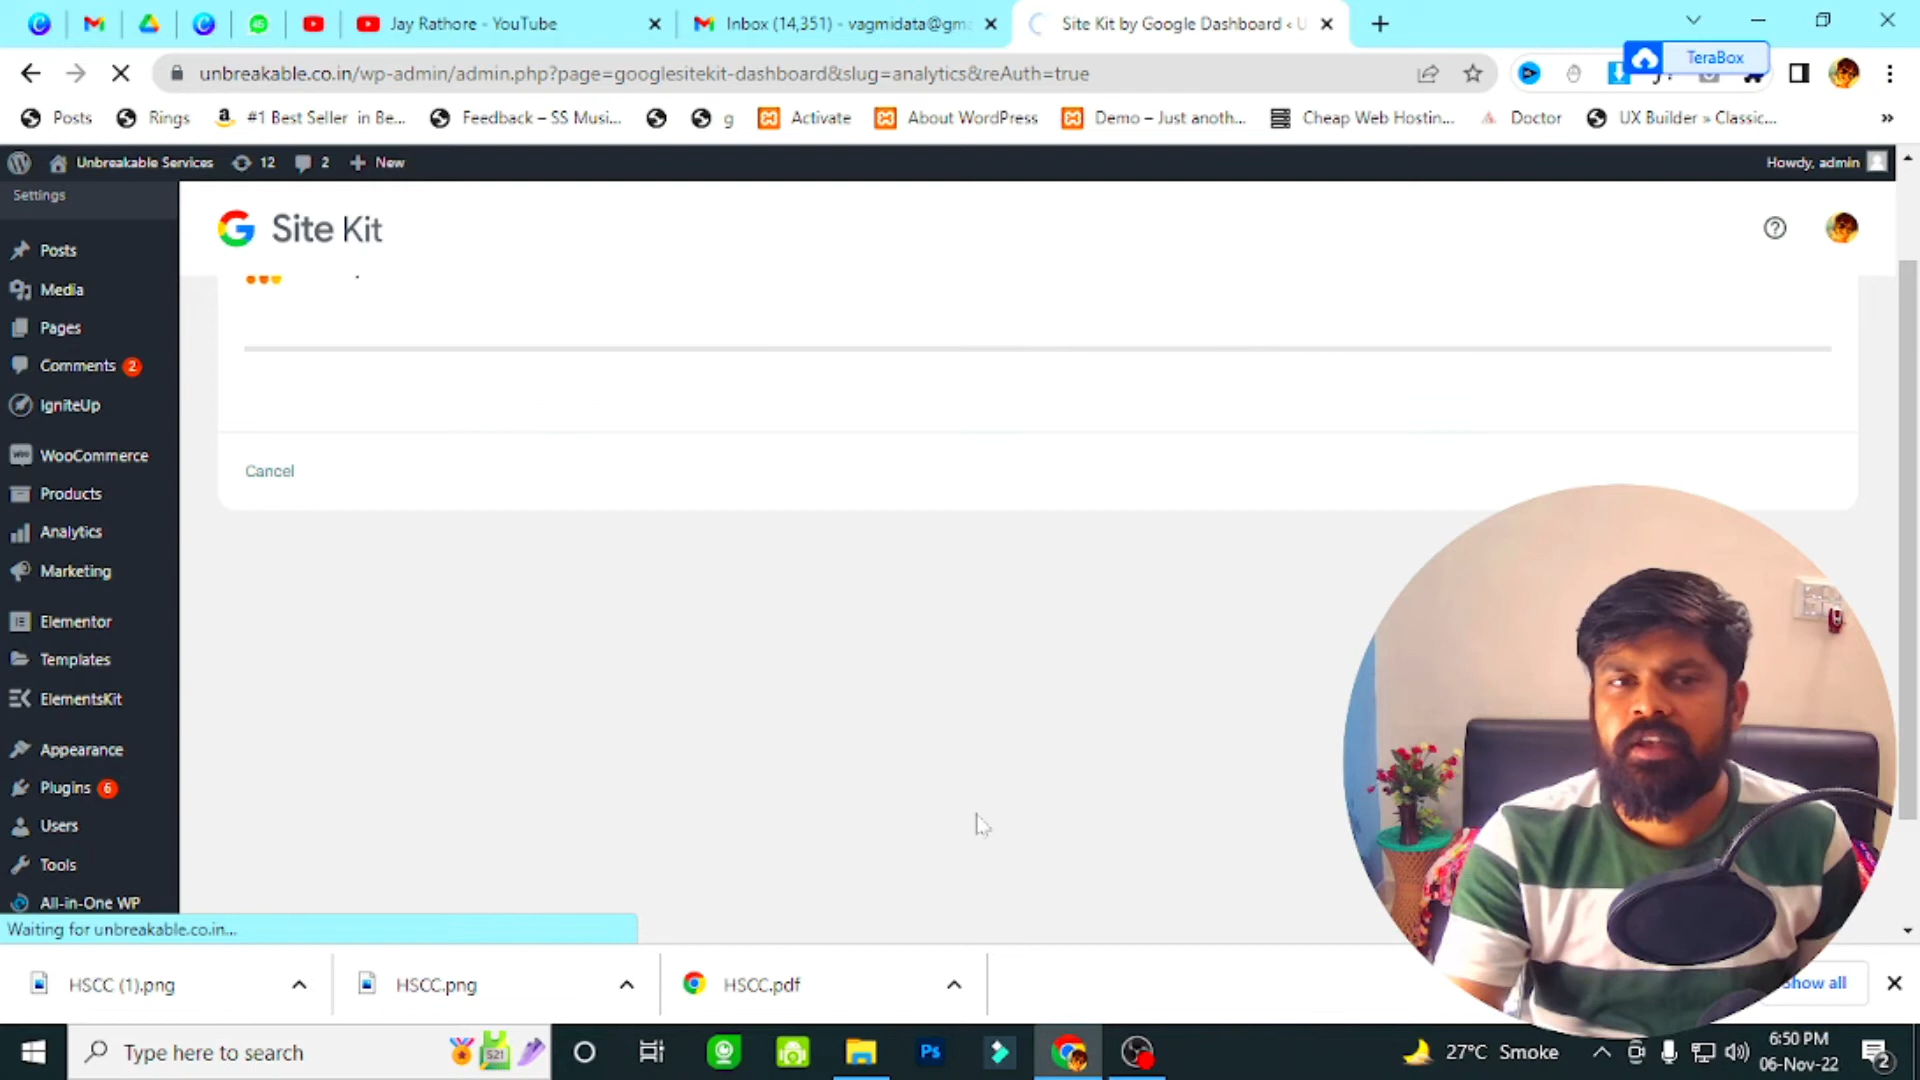 Jay Rathore - YouTube
Inbox (14,351) - vagmidata@gm
Site Kit by Google Dashboard ‹ U
unbreakable.co.in/wp-admin/admin.php?page=googlesitekit-dashboard&slug=analytics&reAuth=true
TeraBox
Posts
Rings
#1 Best Seller in Be...
Feedback – SS Musi...
g
Activate
About WordPress
Demo – Just anoth...
Cheap Web Hostin...
Doctor
UX Builder » Classic...
»
Unbreakable Services
12
2
+ New
Howdy, admin
Settings
Site Kit
Posts
Media
Pages
Comments 2
IgniteUp
WooCommerce
Products
Analytics
Marketing
Elementor
Templates
ElementsKit
Appearance
Plugins 6
Users
Tools
All-in-One WP
Cancel
Waiting for unbreakable.co.in...
HSCC (1).png
HSCC.png
HSCC.pdf
Show all
Type here to search
Ps
27°C Smoke
6:50 PM
06-Nov-22
2